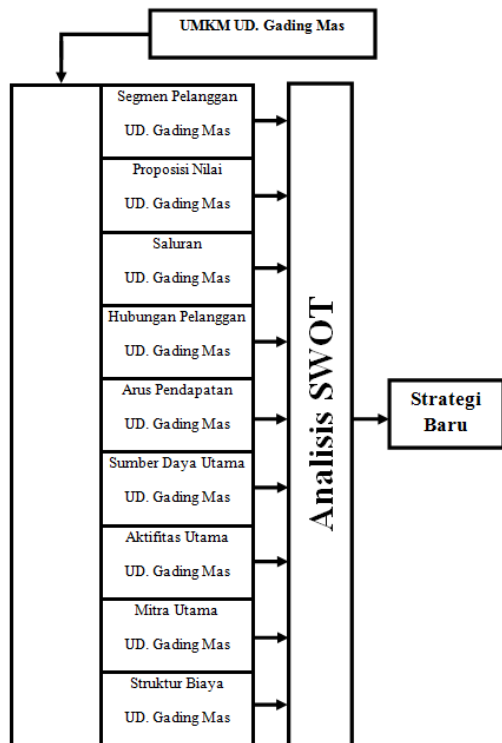 UMKM UD. Gading Mas
Segmen Pelanggan
UD. Gading Mas
Proposisi Nilai
UD. Gading Mas
Saluran
UD. Gading Mas
Hubungan Pelanggan
UD. Gading Mas
Arus Pendapatan
UD. Gading Mas
Sumber Daya Utama
UD. Gading Mas
Aktifitas Utama
UD. Gading Mas
Mitra Utama
UD. Gading Mas
Struktur Biaya
UD. Gading Mas
Analisis SWOT
Strategi
Baru